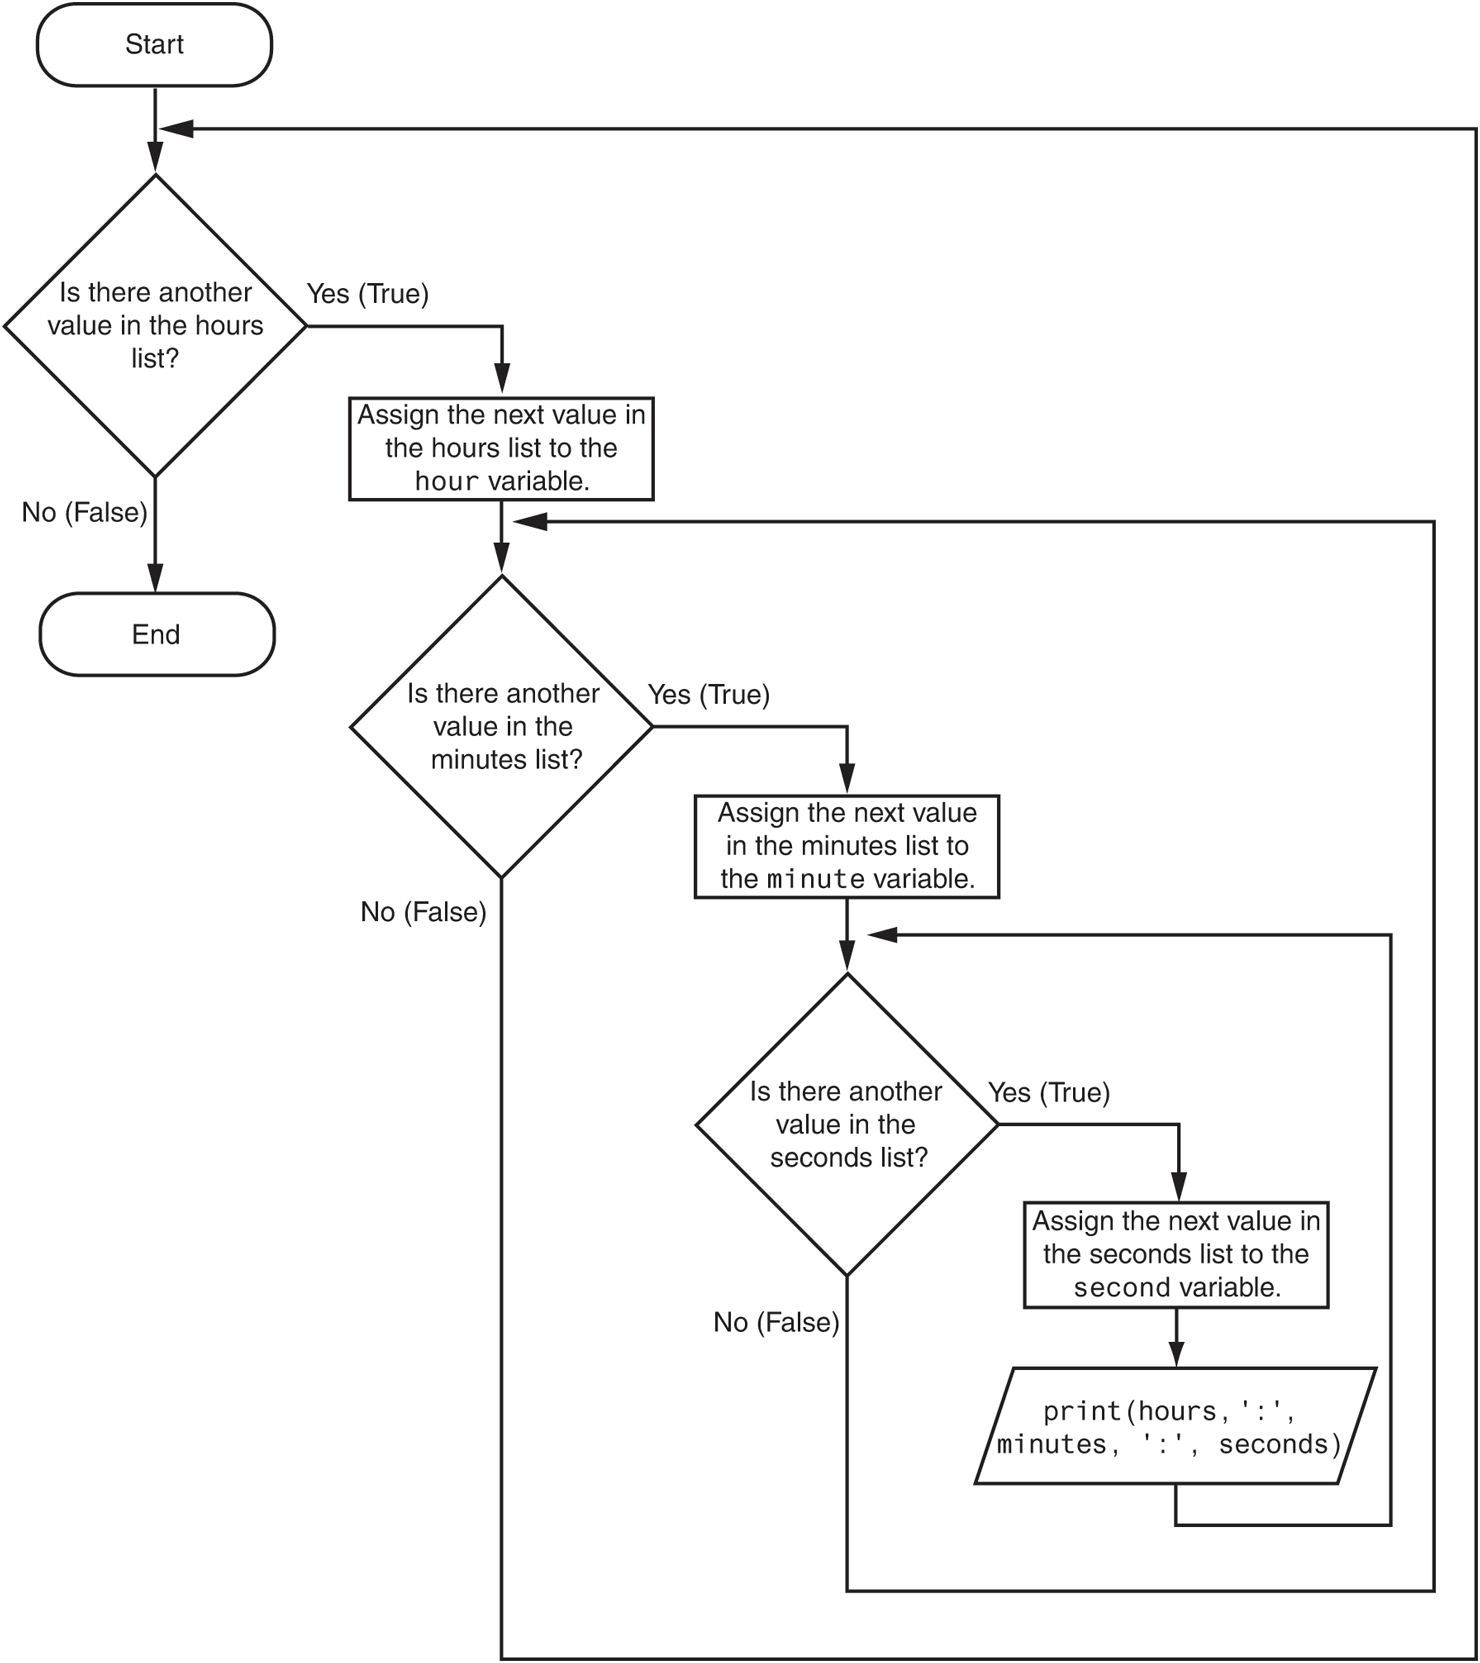 Start
Is there another
value in the hours
list?
Yes (True)
No (False)
Assign the next value in
the hours list to the
hour variable.
End
Is there another
value in the
minutes list?
Yes (True)
No (False)
Assign the next value
in the minutes list to
the minute variable.
Is there another
value in the
seconds list?
Yes (True)
No (False)
Assign the next value in
the seconds list to the
second variable.
print(hours, ':',
minutes, ':', seconds)